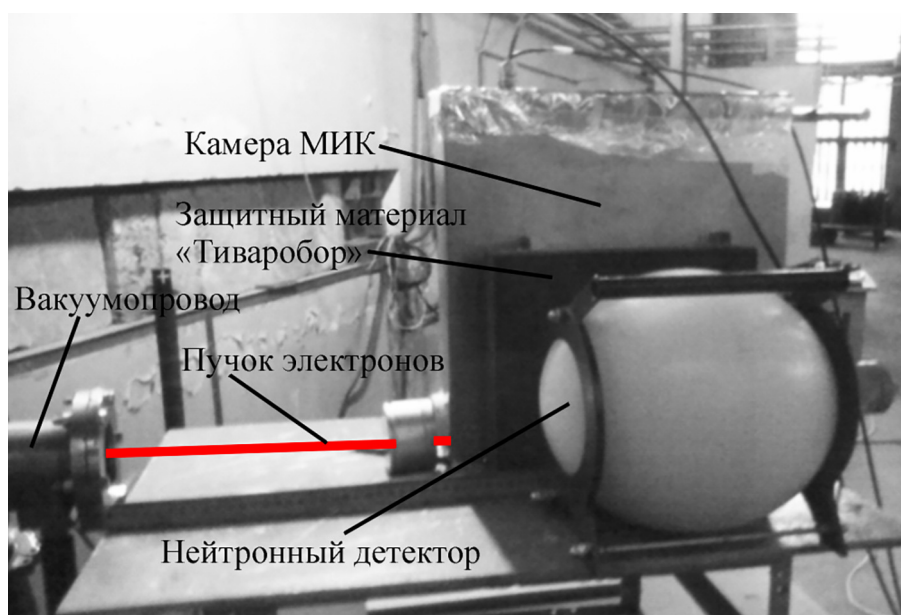 Камера МИК
Защитный материал
«Тиваробор»
Вакуумопровод
Пучок электронов
Нейтронный детектор